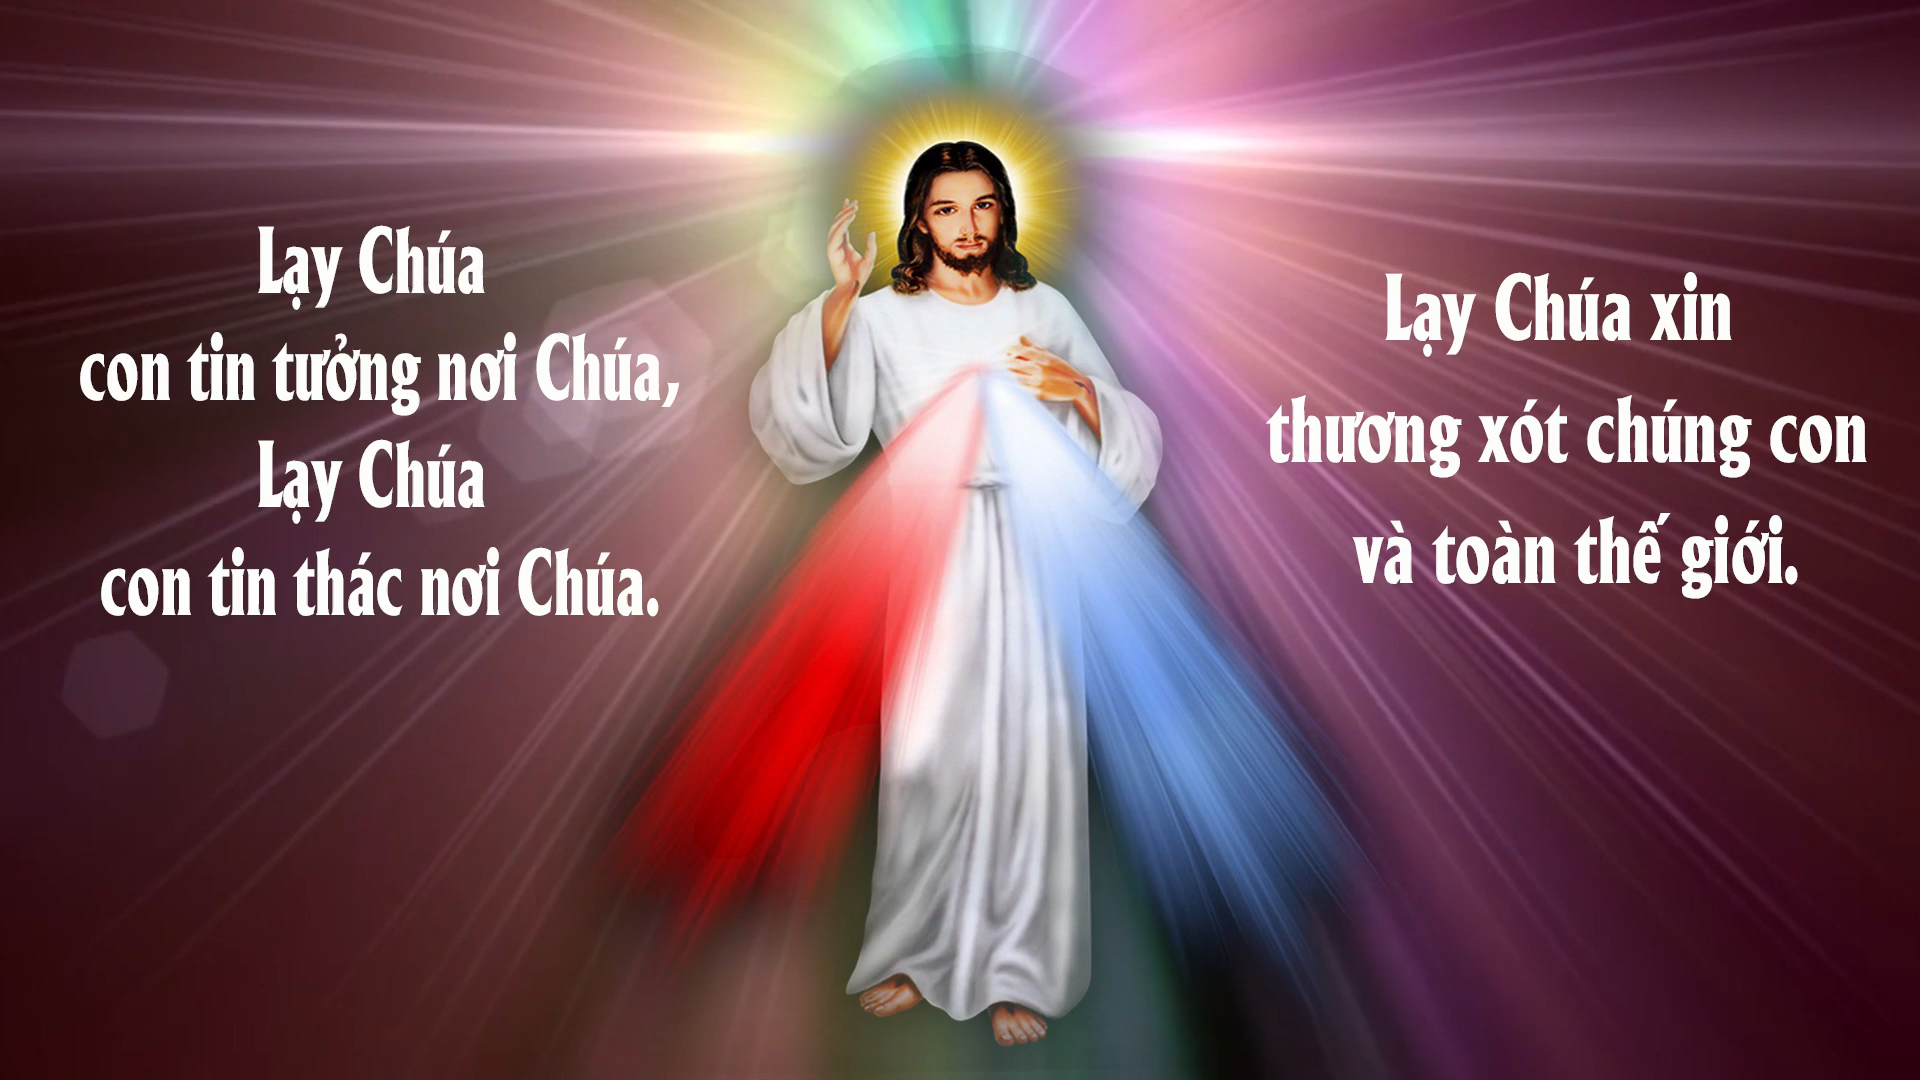 Lạy Chúa
con tin tưởng nơi Chúa,
Lạy Chúa
con tin thác nơi Chúa.
Lạy Chúa xin
thương xót chúng con
và toàn thế giới.